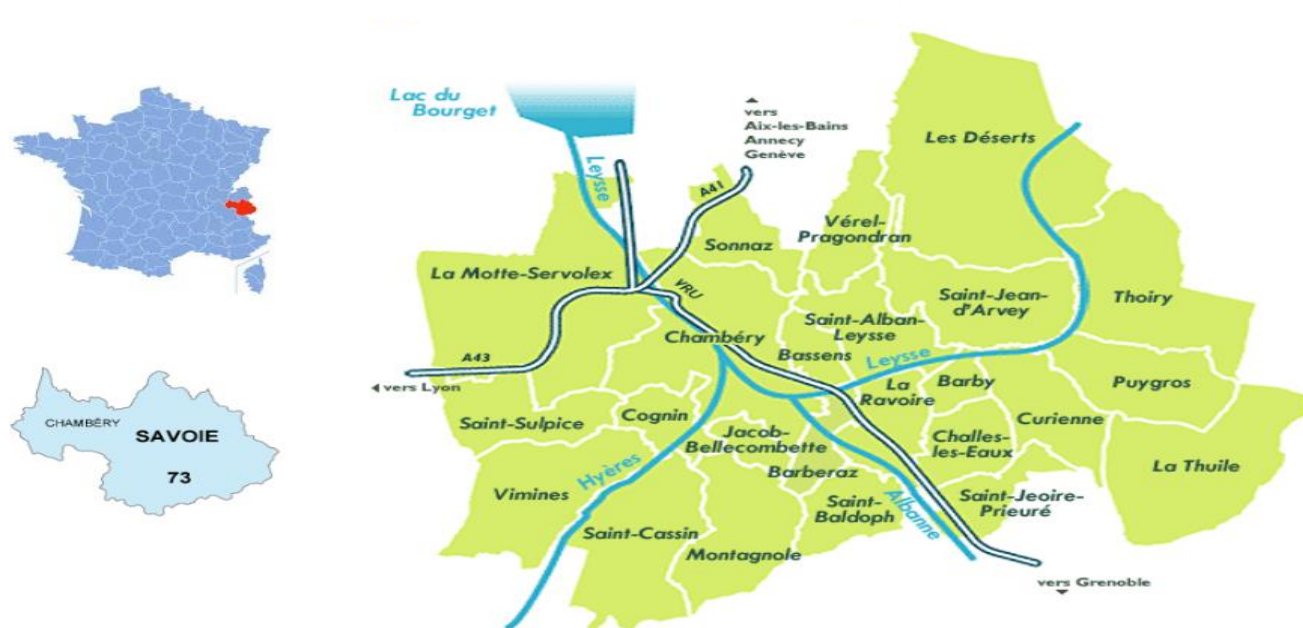 Lac du
Bourget
vers
Aix-les-Bains
Annecy
Genève
Les Déserts
Leysse
A41
Vérel-
Pragondran
Sonnaz
La Motte-Servolex
VRU
Saint-Jean-
d'Arvey
Thoiry
Saint-Alban-
Leysse
Chambéry
Bassens
Leysse
A43
vers Lyon
La
Ravoire
Barby
Puygros
Saint-Sulpice
Cognin
Curienne
Jacob-
Bellecombette
Challes-
les-Eaux
CHAMBÉRY
SAVOIE
73
Hyères
Barberaz
La Thuile
Vimines
Saint-
Baldoph
Albanne
Saint-Jeoire-
Prieuré
Saint-Cassin
Montagnole
vers Grenoble